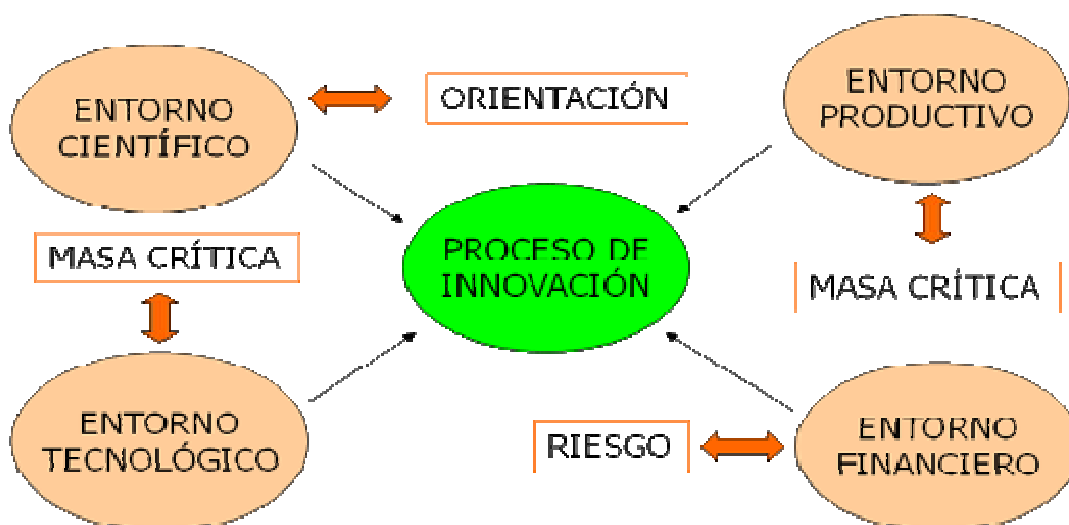 ENTORNO
CIENTÍFICO
ORIENTACIÓN
ENTORNO
PRODUCTIVO
MASA CRÍTICA
PROCESO DE
INNOVACIÓN
MASA CRÍTICA
ENTORNO
TECNOLÓGICO
RIESGO
ENTORNO
FINANCIERO